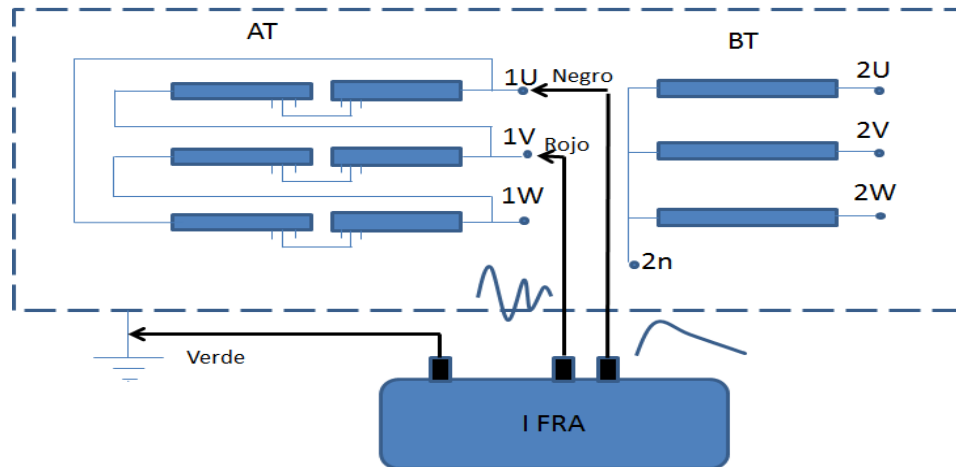 AT
BT
1U
Negro
2U
1V
Rojo
2V
1W
2W
2n
Verde
I FRA